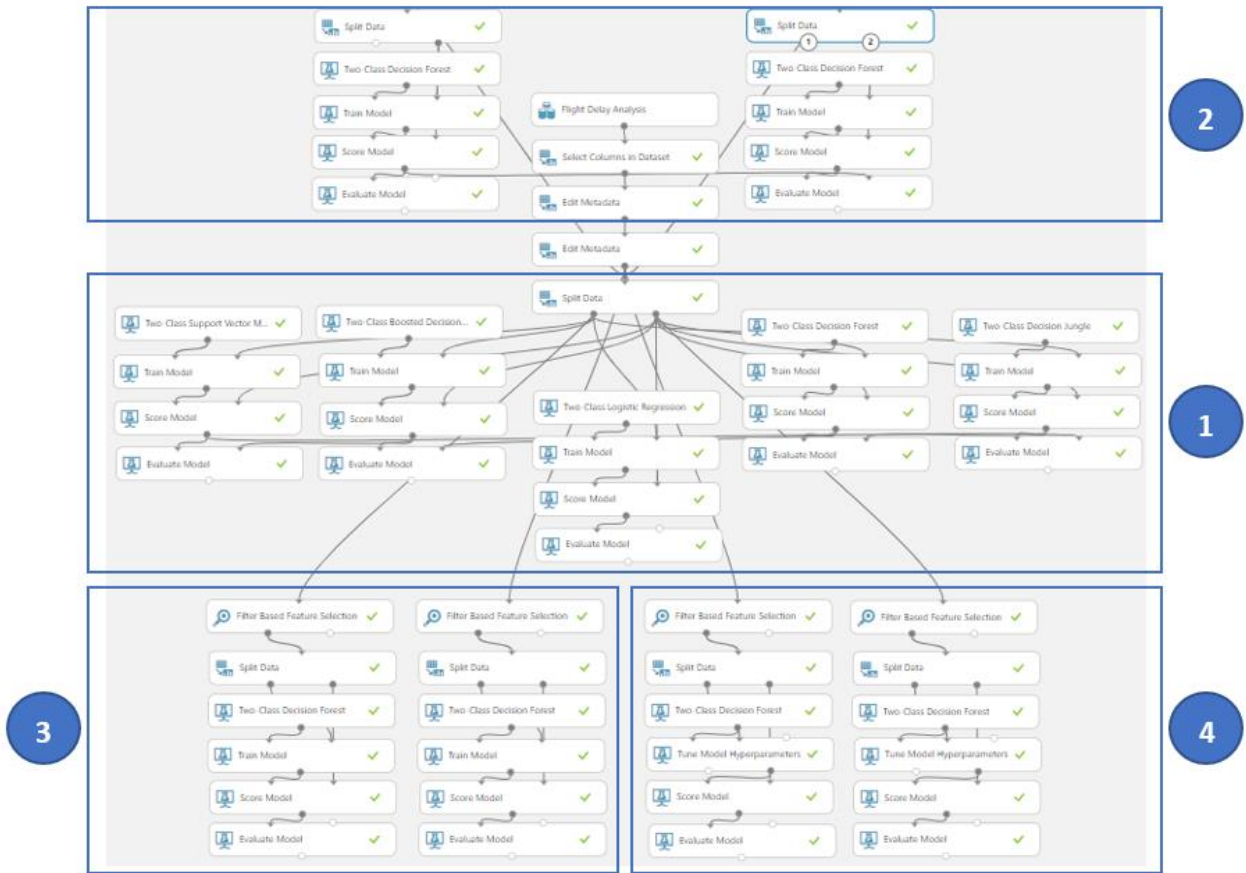 Split Data
Split Data
1
2
Two-Class Decision Forest
Two-Class Decision Forest
Flight Delay Analysis
Train Model
Train Model
2
Score Model
Select Columns in Dataset
Score Model
Evaluate Model
Edit Metadata
Evaluate Model
Edit Metadata
Split Data
Two-Class Support Vector M...
Two-Class Boosted Decision...
Two-Class Decision Forest
Two-Class Decision Jungle
Train Model
Train Model
Train Model
Train Model
Score Model
Score Model
Two-Class Logistic Regression
Score Model
Score Model
1
Evaluate Model
Evaluate Model
Train Model
Evaluate Model
Evaluate Model
Score Model
Evaluate Model
Filter Based Feature Selection
Filter Based Feature Selection
Filter Based Feature Selection
Filter Based Feature Selection
Split Data
Split Data
Split Data
Split Data
Two-Class Decision Forest
Two-Class Decision Forest
Two-Class Decision Forest
Two-Class Decision Forest
3
Train Model
Train Model
Tune Model Hyperparameters
Tune Model Hyperparameters
4
Score Model
Score Model
Score Model
Score Model
Evaluate Model
Evaluate Model
Evaluate Model
Evaluate Model